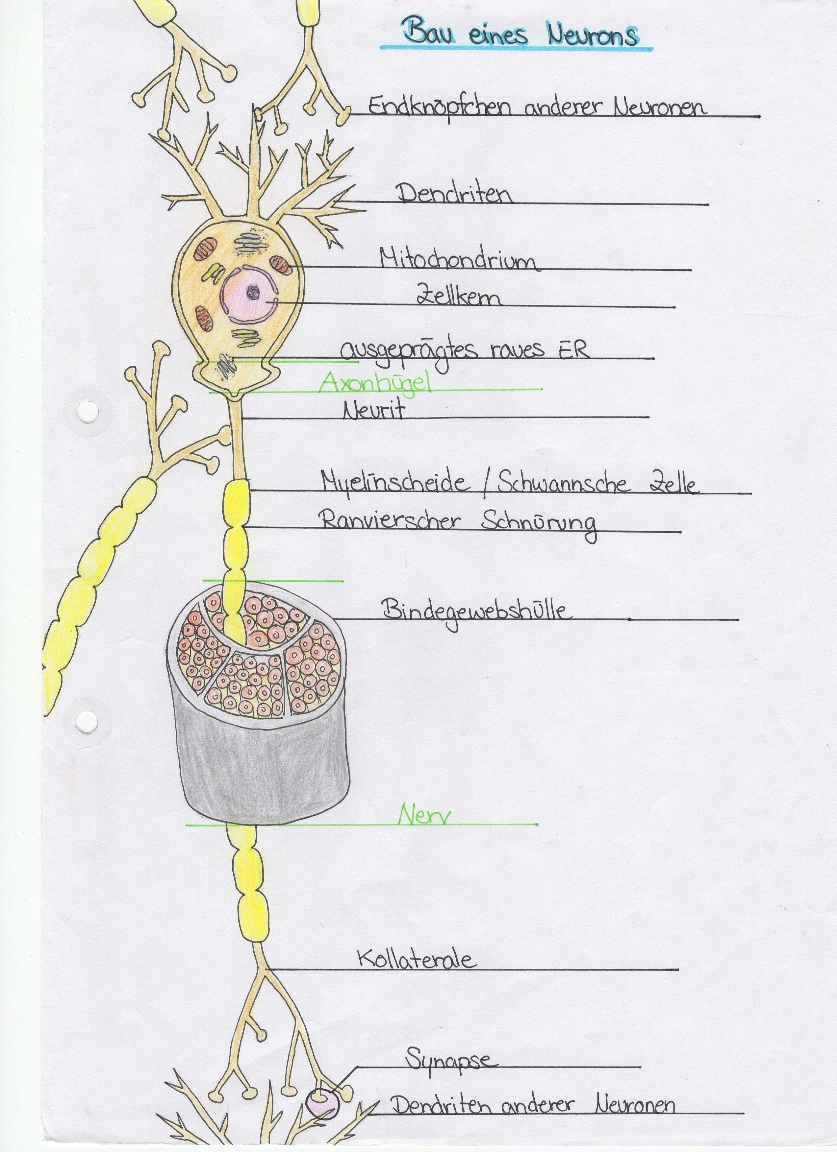 Bau eines Neurons
Endknöpfchen anderer Neuronen
Dendriten
Mitochondrium
Zellkern
ausgeprägtes raues ER
Axonhügel
Neurit
Myelinscheide / Schwannsche Zelle
Ranvierscher Schnürung
Bindegewebshülle
Nerv
Kollaterale
Synapse
Dendriten anderer Neuronen